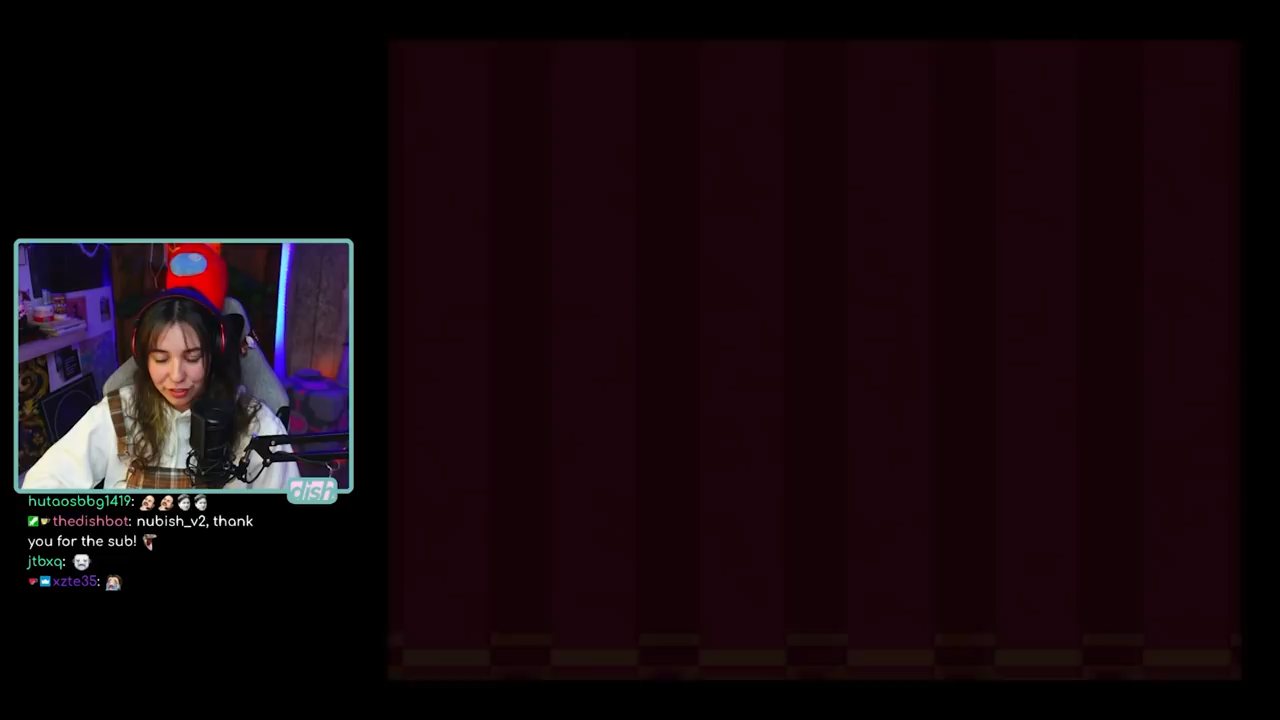 dish
hutaosbbg1419:
thedishbot: nubish_v2, thank
you for the sub!
jtbxq:
xzte35: